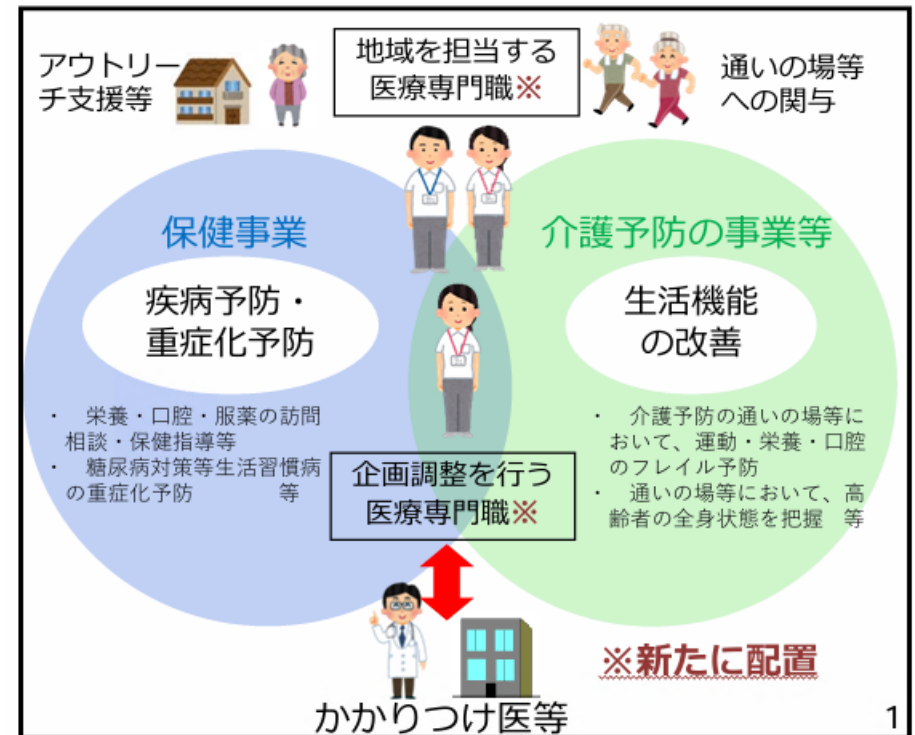 アウトリー
チ支援等
地域を担当する
医療専門職※
通いの場等
への関与
保健事業
疾病予防・
重症化予防
・　栄養・口腔・服薬の訪問
相談・保健指導等
・　糖尿病対策等生活習慣病
の重症化予防　　　　等
介護予防の事業等
生活機能
の改善
・　介護予防の通いの場等に
おいて、運動・栄養・口腔
のフレイル予防
・　通いの場等において、高
齢者の全身状態を把握　等
企画調整を行う
医療専門職※
※新たに配置
かかりつけ医等
1